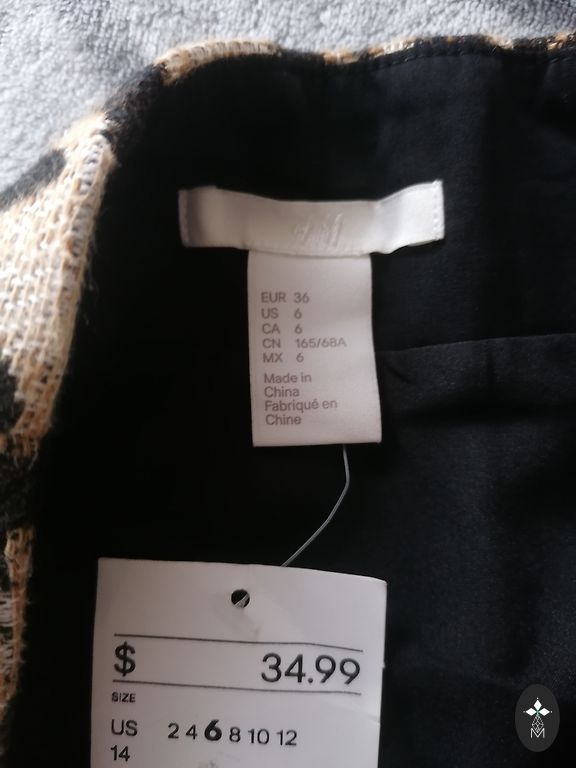 H&M
EUR 36
US 6
CA 6
CN 165/68A
MX 6
Made in
China
Fabriqué en
Chine
$ 34.99
SIZE
US 2 4 6 8 10 12
14
M